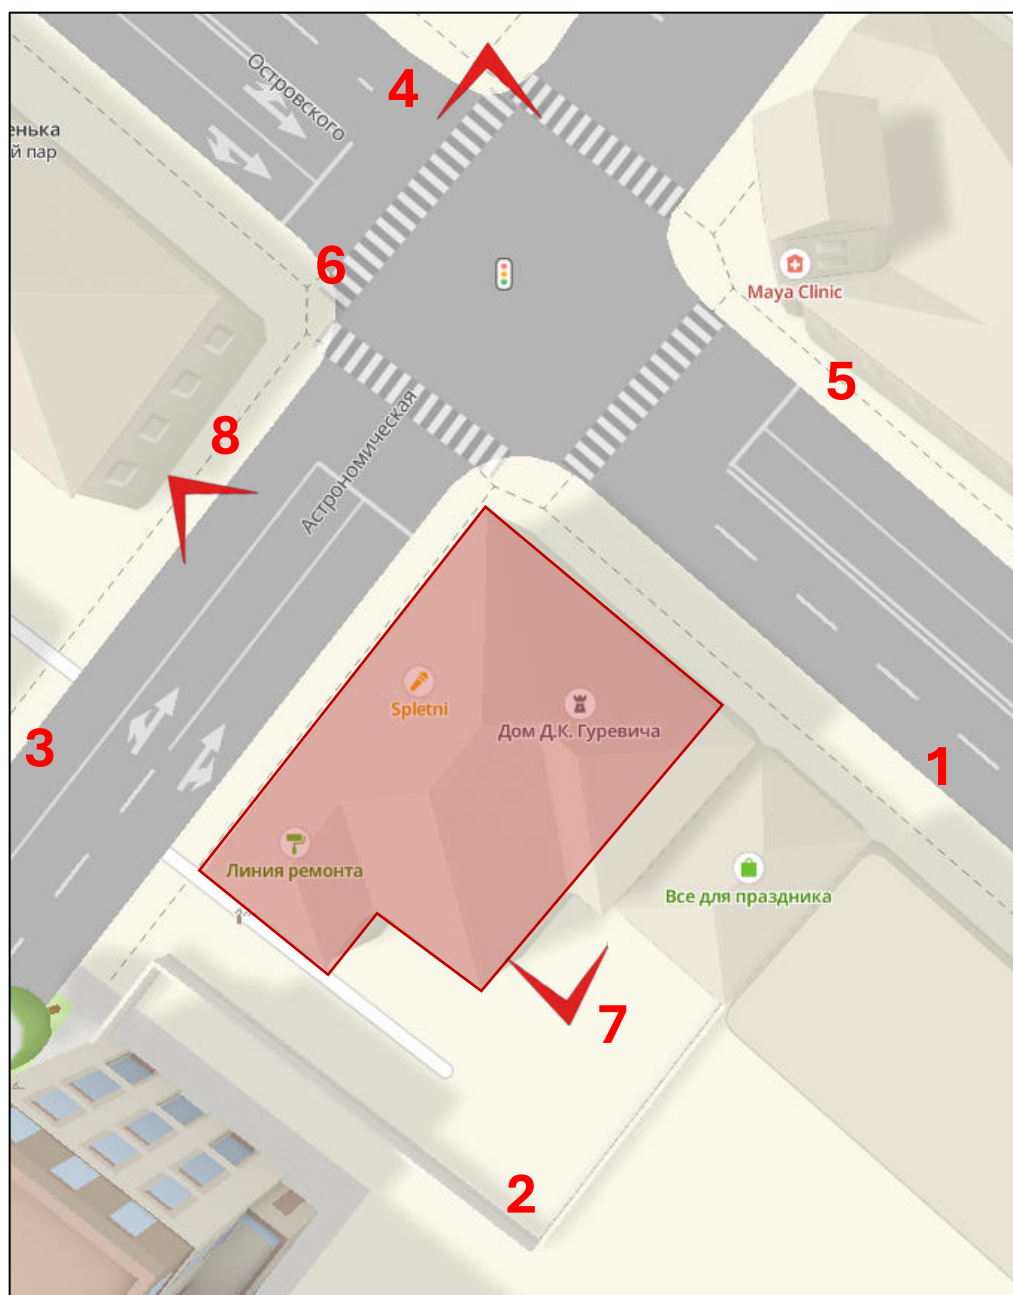 4
Островского
енька
й пар
6
Maya Clinic
5
8
Астрономическая
Spletni
Дом Д.К. Гуревича
3
1
Линия ремонта
Все для праздника
7
2